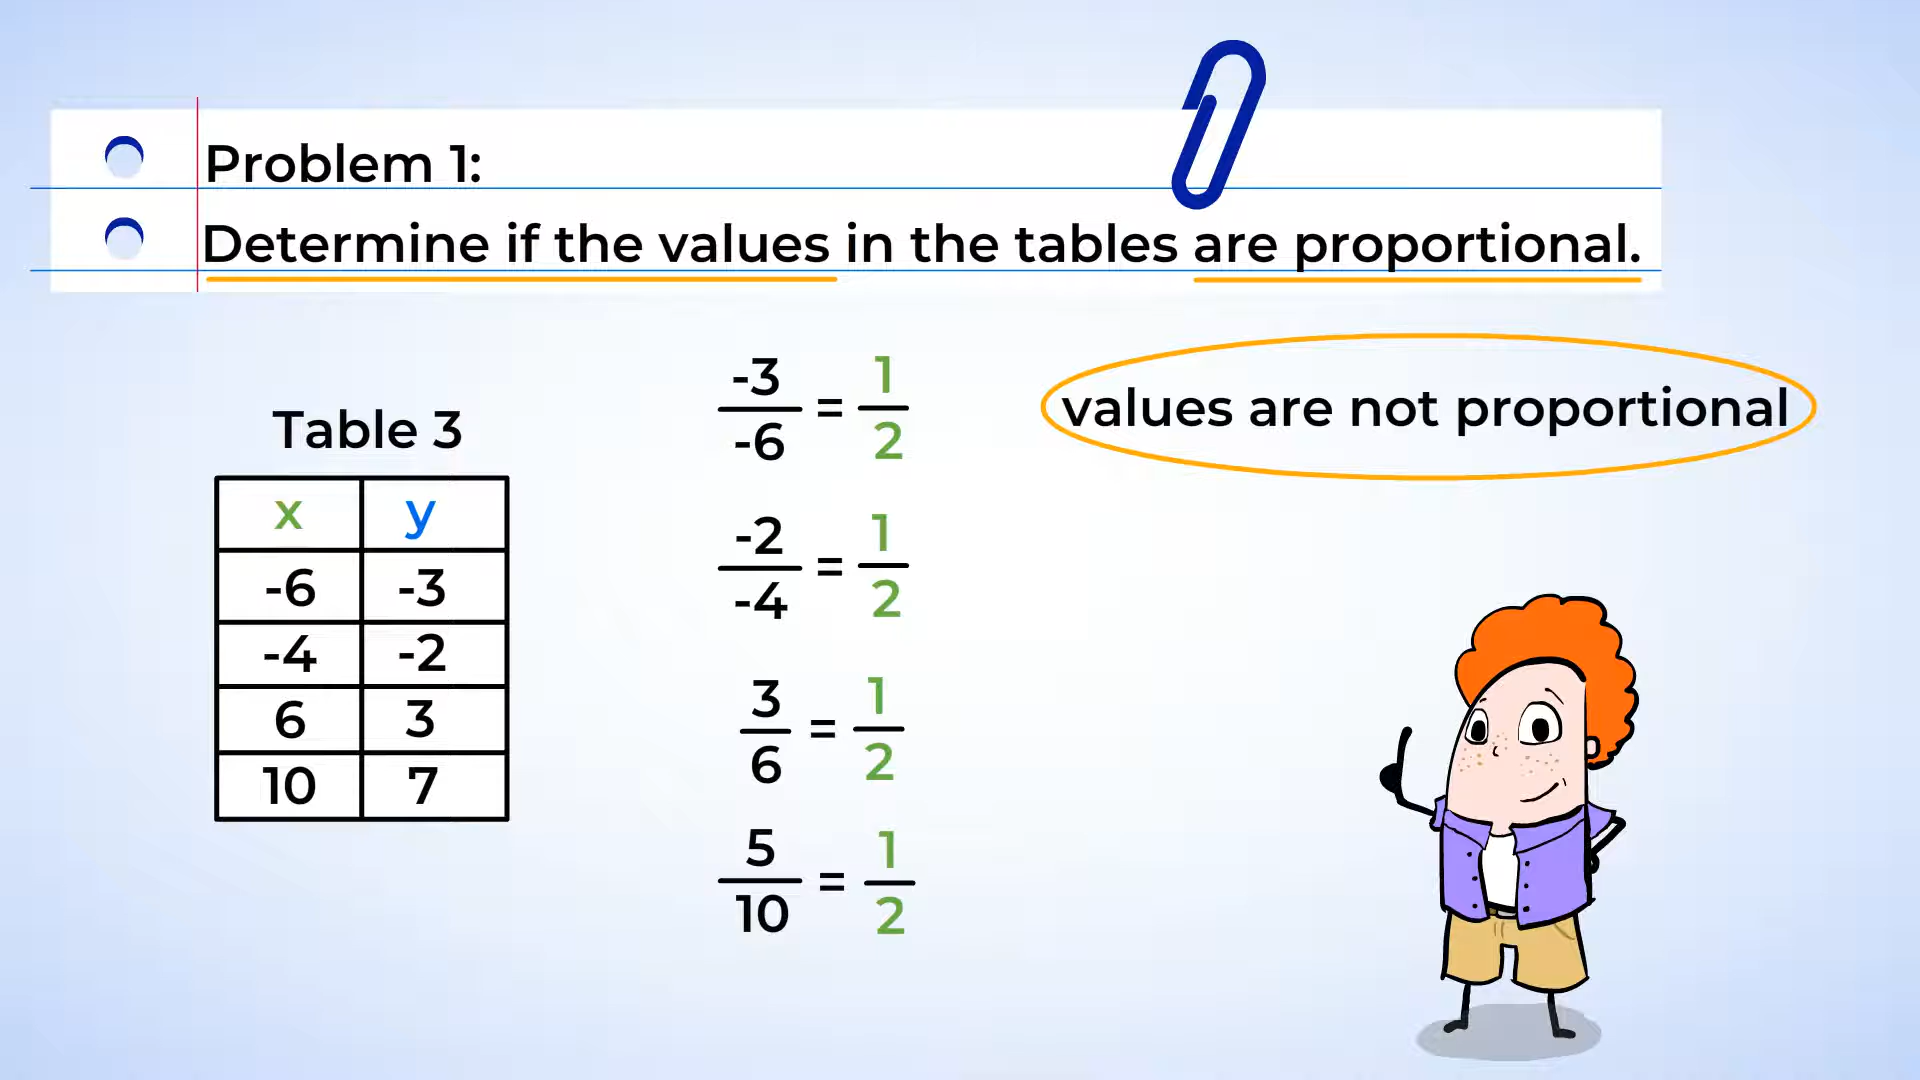 Problem 1:
Determine if the values in the tables are proportional.
Table 3
x y
-6 -3
-4 -2
6 3
10 7
-3/-6 = 1/2
-2/-4 = 1/2
3/6 = 1/2
5/10 = 1/2
values are not proportional